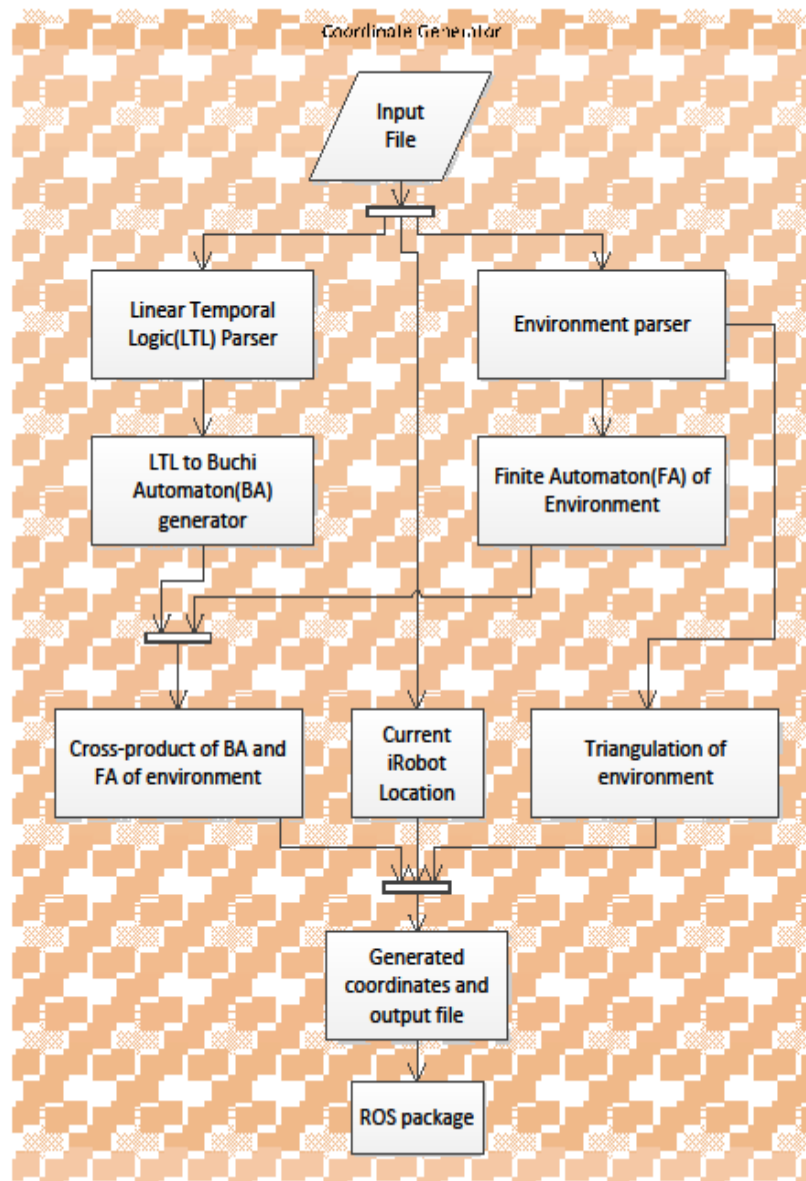 Coordinate Generator
Input
File
Linear Temporal
Logic(LTL) Parser
Environment parser
LTL to Buchi
Automaton(BA)
generator
Finite Automaton(FA) of
Environment
Cross-product of BA and
FA of environment
Current
iRobot
Location
Triangulation of
environment
Generated
coordinates and
output file
ROS package